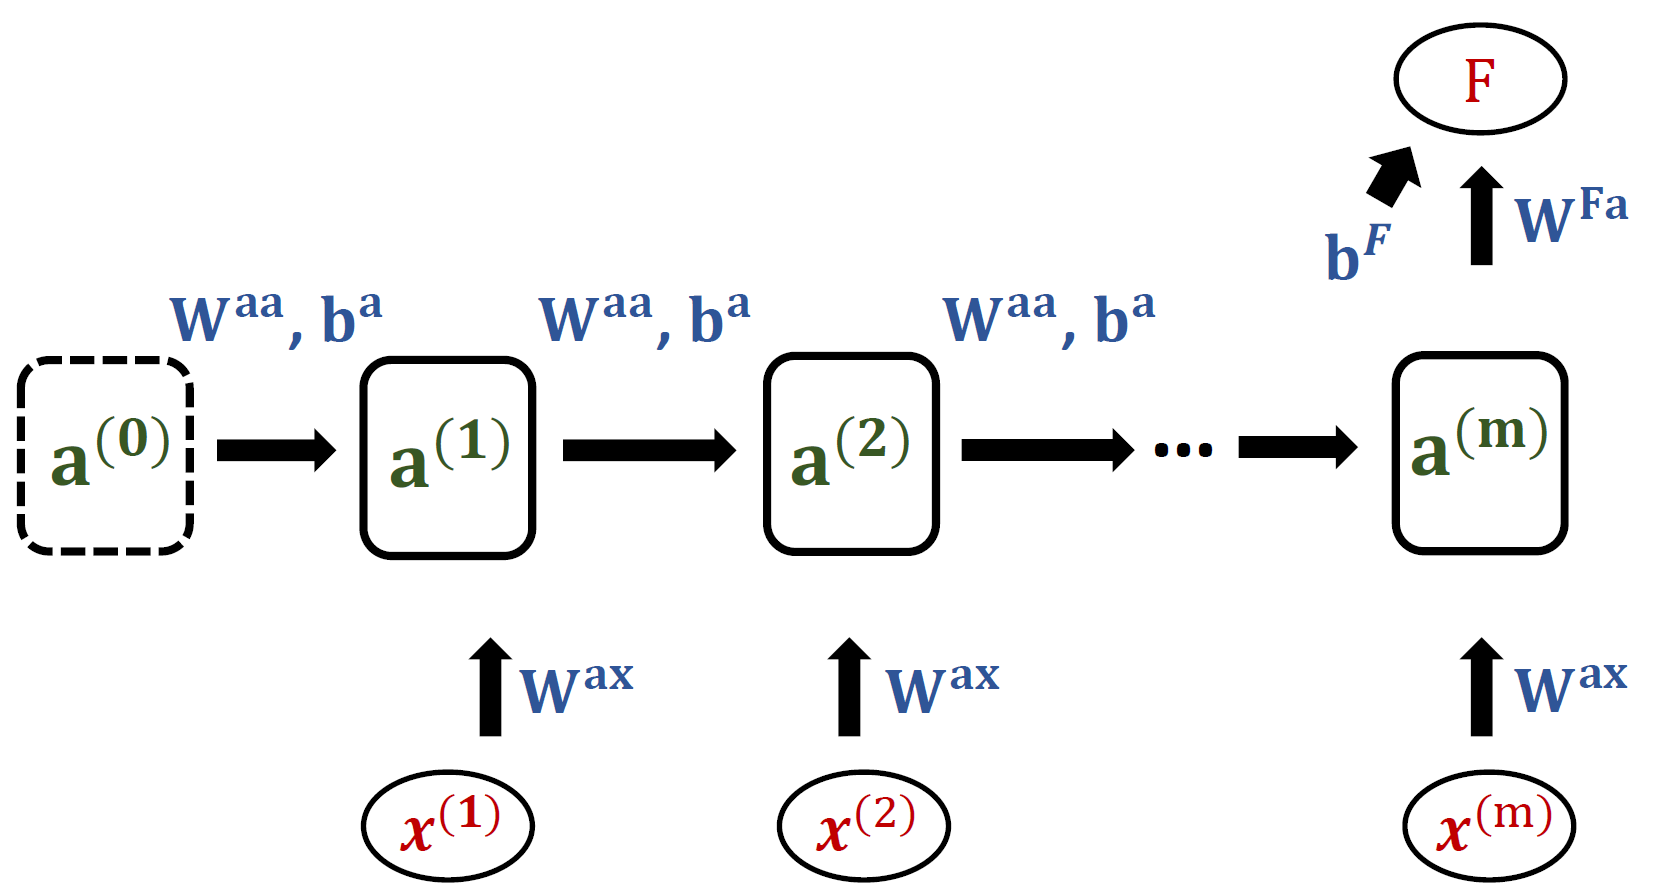 F
W^Fa
b^F
W^aa, b^a W^aa, b^a W^aa, b^a
a^(0) a^(1) a^(2) ... a^(m)
W^ax W^ax W^ax
x^(1) x^(2) x^(m)